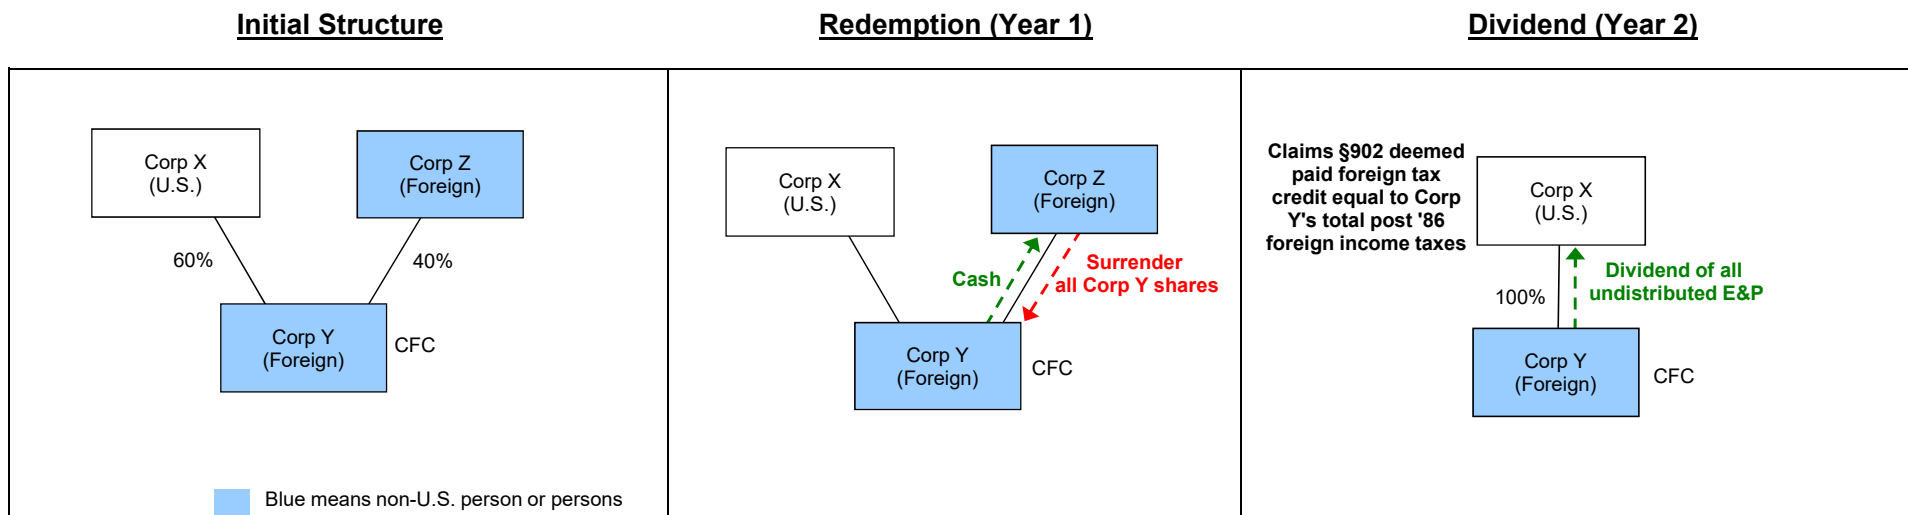 Initial Structure
Corp X
(U.S.)
Corp Z
(Foreign)
60%
40%
Corp Y
(Foreign)
CFC
Blue means non-U.S. person or persons
Redemption (Year 1)
Corp X
(U.S.)
Corp Z
(Foreign)
Cash
Surrender
all Corp Y shares
Corp Y
(Foreign)
CFC
Dividend (Year 2)
Claims §902 deemed
paid foreign tax
credit equal to Corp
Y's total post '86
foreign income taxes
Corp X
(U.S.)
Dividend of all
undistributed E&P
100%
Corp Y
(Foreign)
CFC